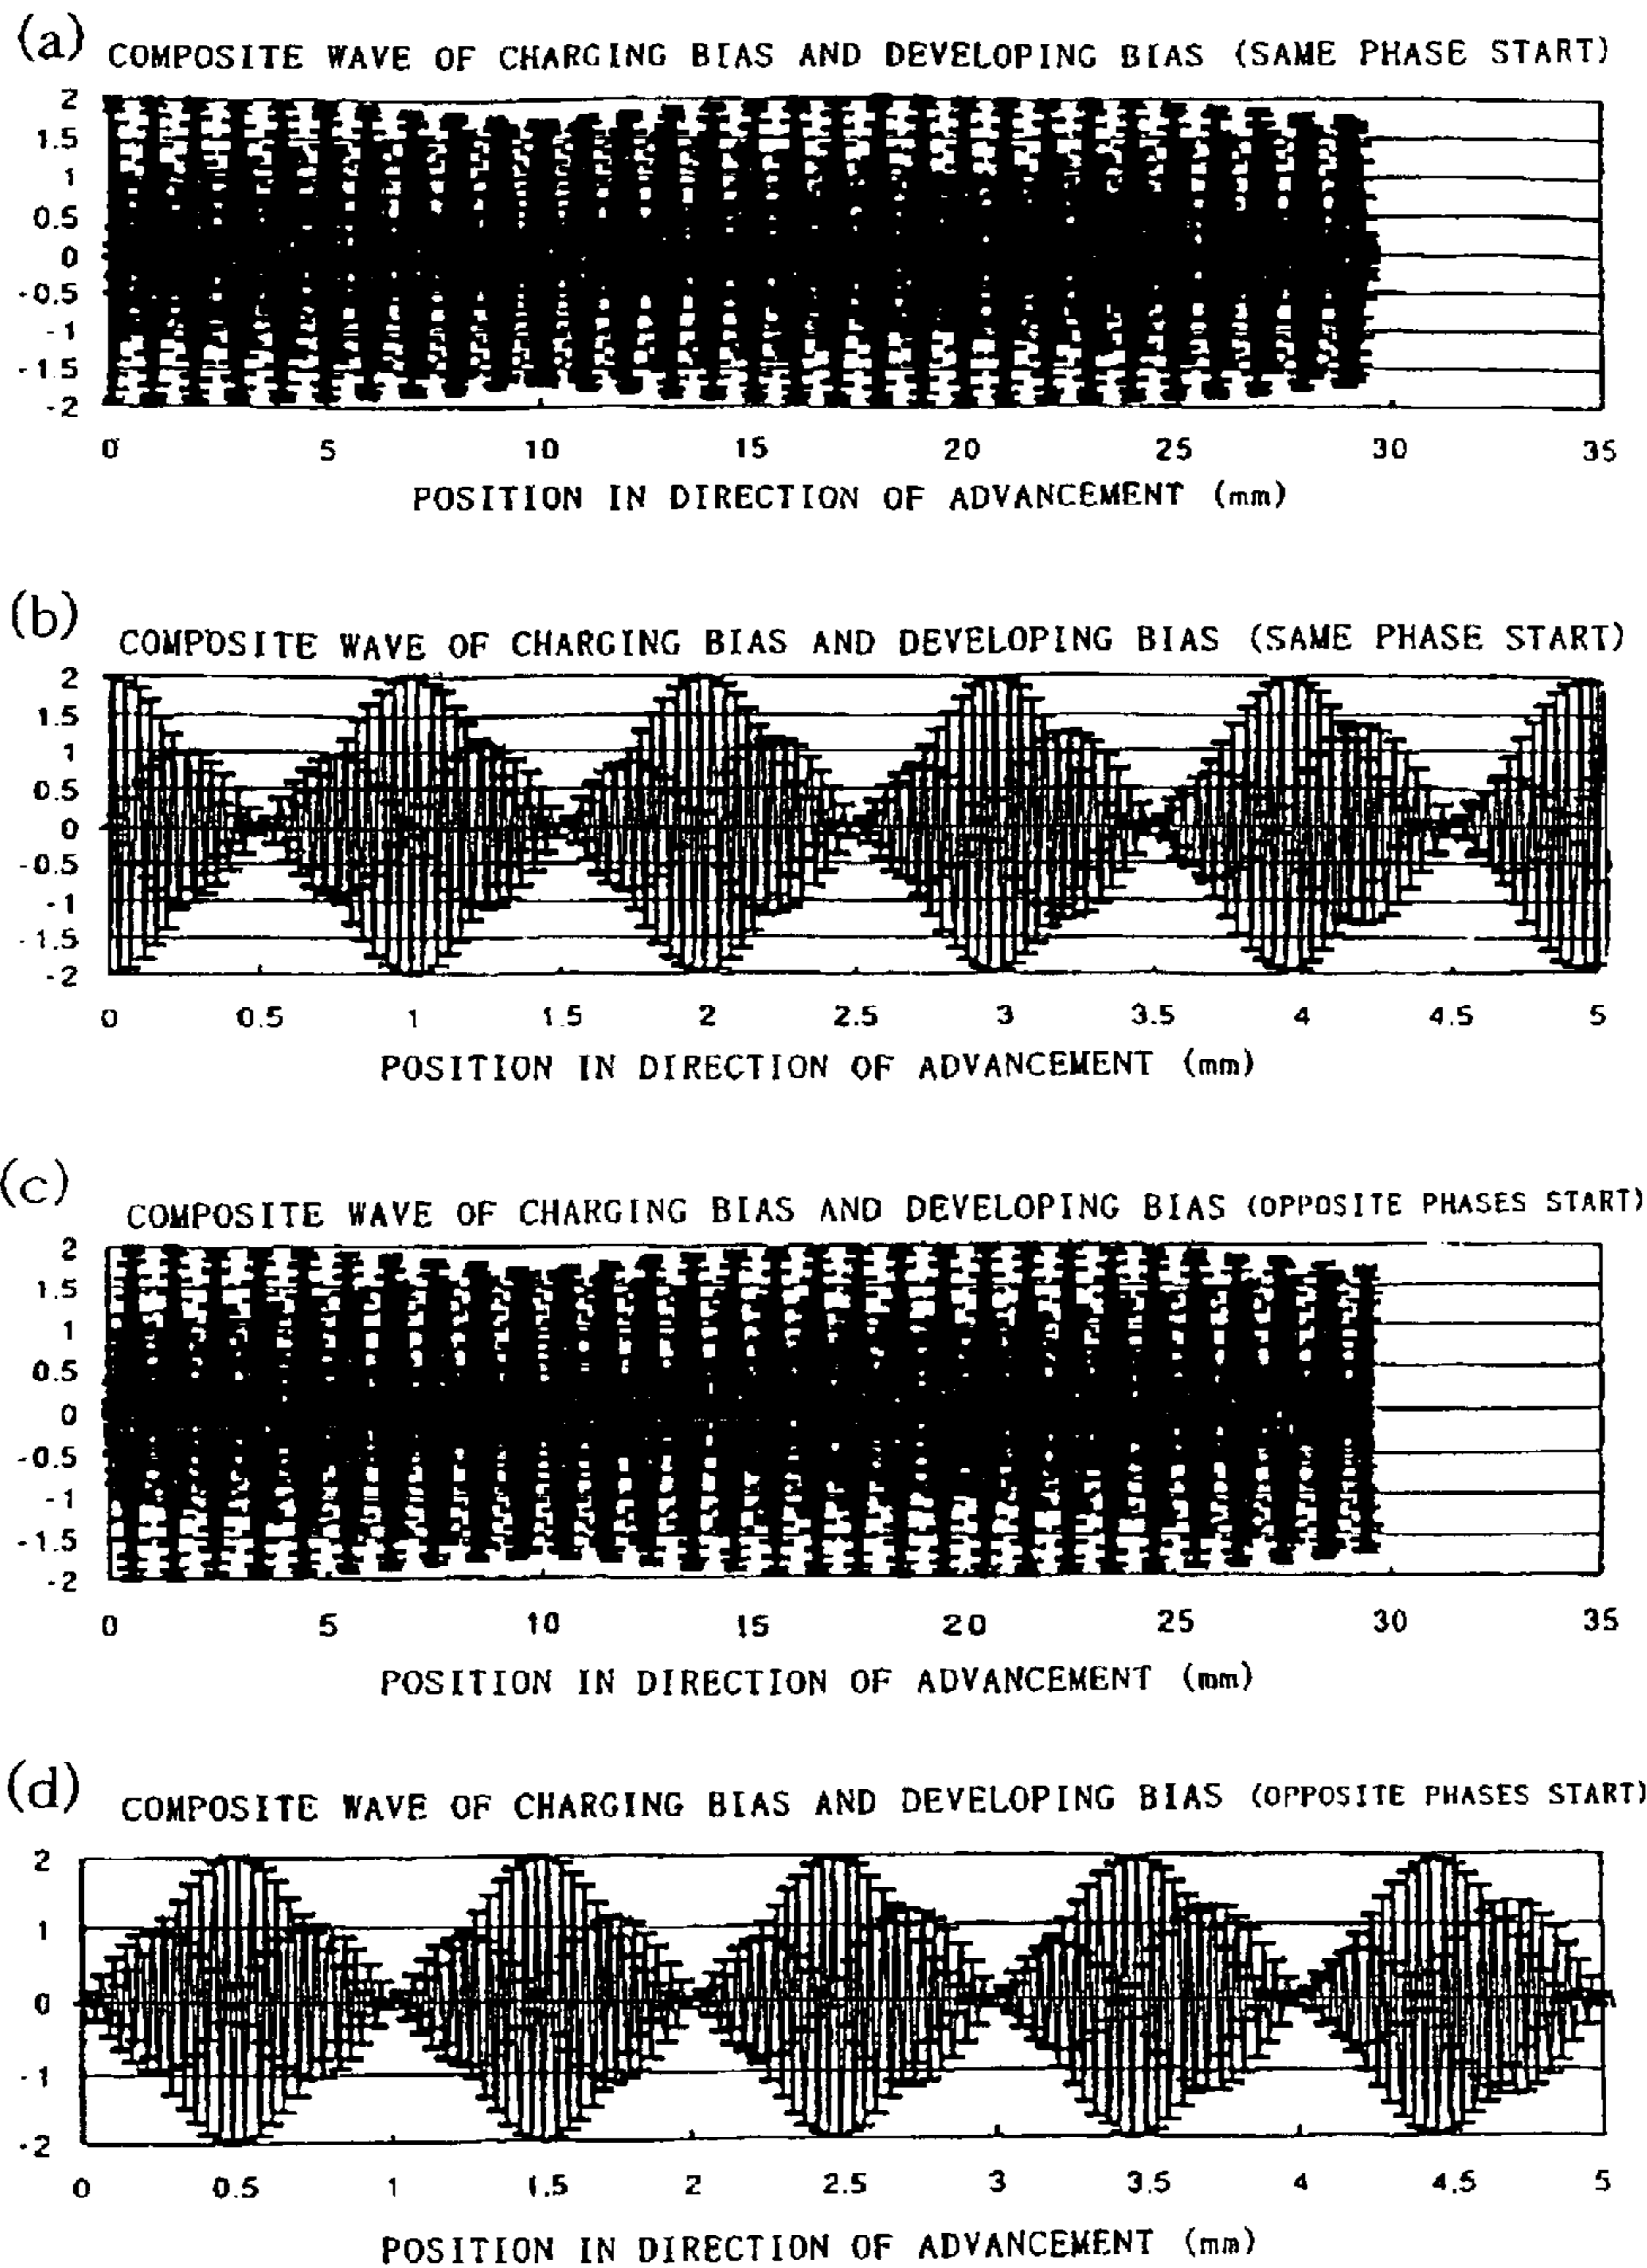 (a) COMPOSITE WAVE OF CHARGING BIAS AND DEVELOPING BIAS (SAME PHASE START)
2
1.5
1
0.5
0
-0.5
-1
-1.5
-2
0 5 10 15 20 25 30 35
POSITION IN DIRECTION OF ADVANCEMENT (mm)
(b) COMPOSITE WAVE OF CHARGING BIAS AND DEVELOPING BIAS (SAME PHASE START)
2
1.5
1
0.5
0
-0.5
-1
-1.5
-2
0 0.5 1 1.5 2 2.5 3 3.5 4 4.5 5
POSITION IN DIRECTION OF ADVANCEMENT (mm)
(c) COMPOSITE WAVE OF CHARGING BIAS AND DEVELOPING BIAS (OPPOSITE PHASES START)
2
1.5
1
0.5
0
-0.5
-1
-1.5
-2
0 5 10 15 20 25 30 35
POSITION IN DIRECTION OF ADVANCEMENT (mm)
(d) COMPOSITE WAVE OF CHARGING BIAS AND DEVELOPING BIAS (OPPOSITE PHASES START)
2
1
0
-1
-2
0 0.5 1 1.5 2 2.5 3 3.5 4 4.5 5
POSITION IN DIRECTION OF ADVANCEMENT (mm)